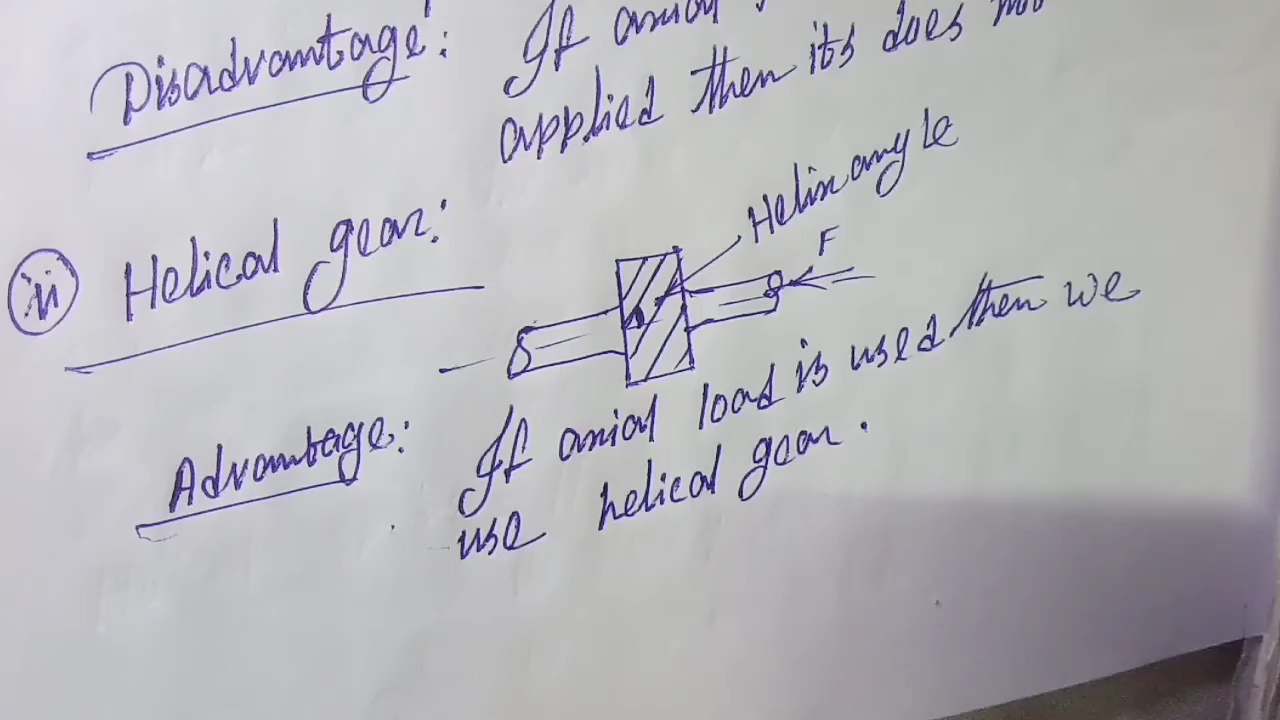 Disadvantage: If axial
applied then its does not
Helix angle
(ii) Helical gear:
F
Advantage: If axial load is used then we
use helical gear.